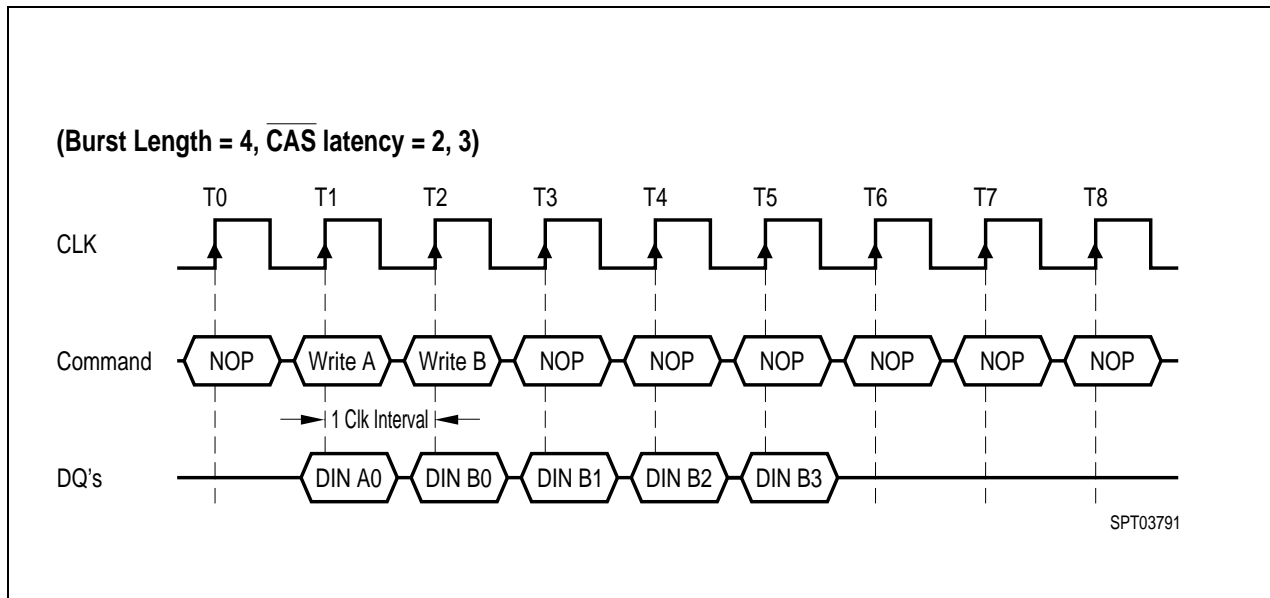 (Burst Length = 4, CAS latency = 2, 3)
T0 T1 T2 T3 T4 T5 T6 T7 T8
CLK
Command NOP Write A Write B NOP NOP NOP NOP NOP NOP
1 Clk Interval
DQ's DIN A0 DIN B0 DIN B1 DIN B2 DIN B3
SPT03791